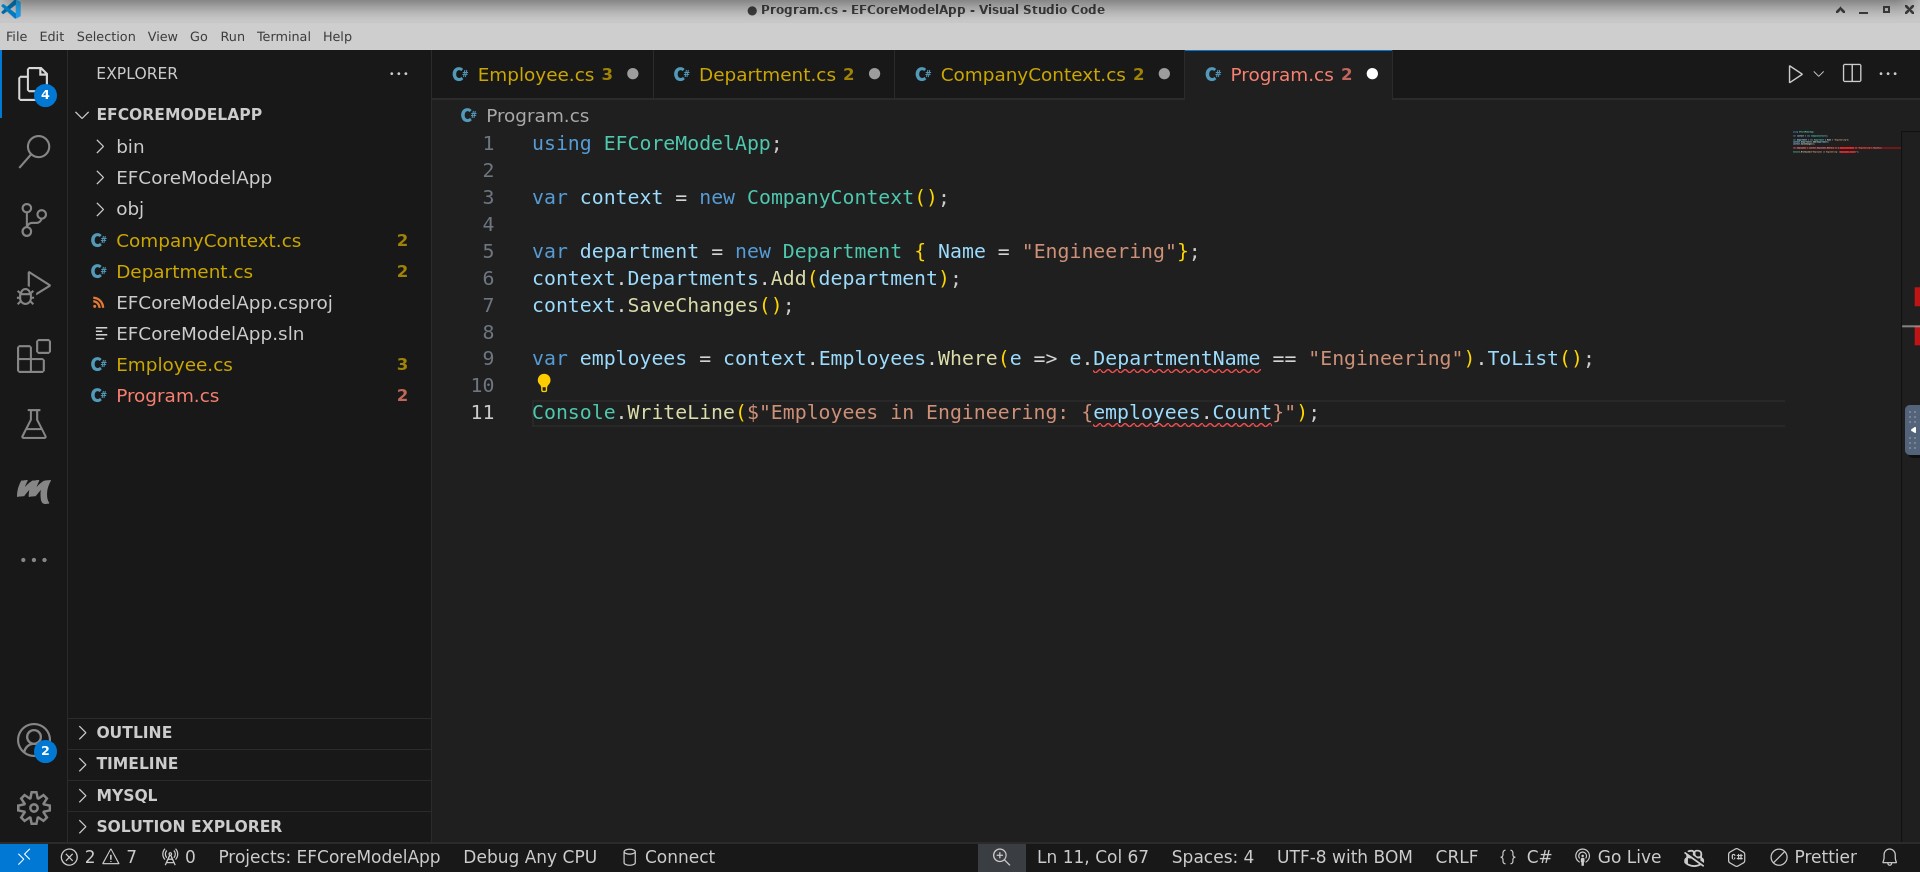 ● Program.cs - EFCoreModelApp - Visual Studio Code
File Edit Selection View Go Run Terminal Help
EXPLORER
Employee.cs 3
Department.cs 2
CompanyContext.cs 2
Program.cs 2
4
EFCOREMODELAPP
bin
EFCoreModelApp
obj
CompanyContext.cs 2
Department.cs 2
EFCoreModelApp.csproj
EFCoreModelApp.sln
Employee.cs 3
Program.cs 2
OUTLINE
TIMELINE
MYSQL
SOLUTION EXPLORER
2
Program.cs
1 using EFCoreModelApp;
2
3 var context = new CompanyContext();
4
5 var department = new Department { Name = "Engineering"};
6 context.Departments.Add(department);
7 context.SaveChanges();
8
9 var employees = context.Employees.Where(e => e.DepartmentName == "Engineering").ToList();
10
11 Console.WriteLine($"Employees in Engineering: {employees.Count}");
2 7 0 Projects: EFCoreModelApp Debug Any CPU Connect Ln 11, Col 67 Spaces: 4 UTF-8 with BOM CRLF {} C# Go Live Prettier